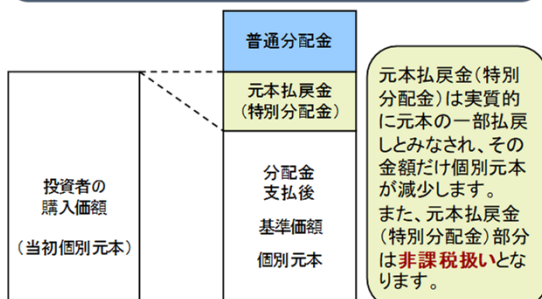 普通分配金
元本払戻金
(特別分配金)
投資者の
購入価額
(当初個別元本)
分配金
支払後
基準価額
個別元本
元本払戻金(特別
分配金)は実質的
に元本の一部払戻
しとみなされ、その
金額だけ個別元本
が減少します。
また、元本払戻金
(特別分配金)部分
は非課税扱いとな
ります。